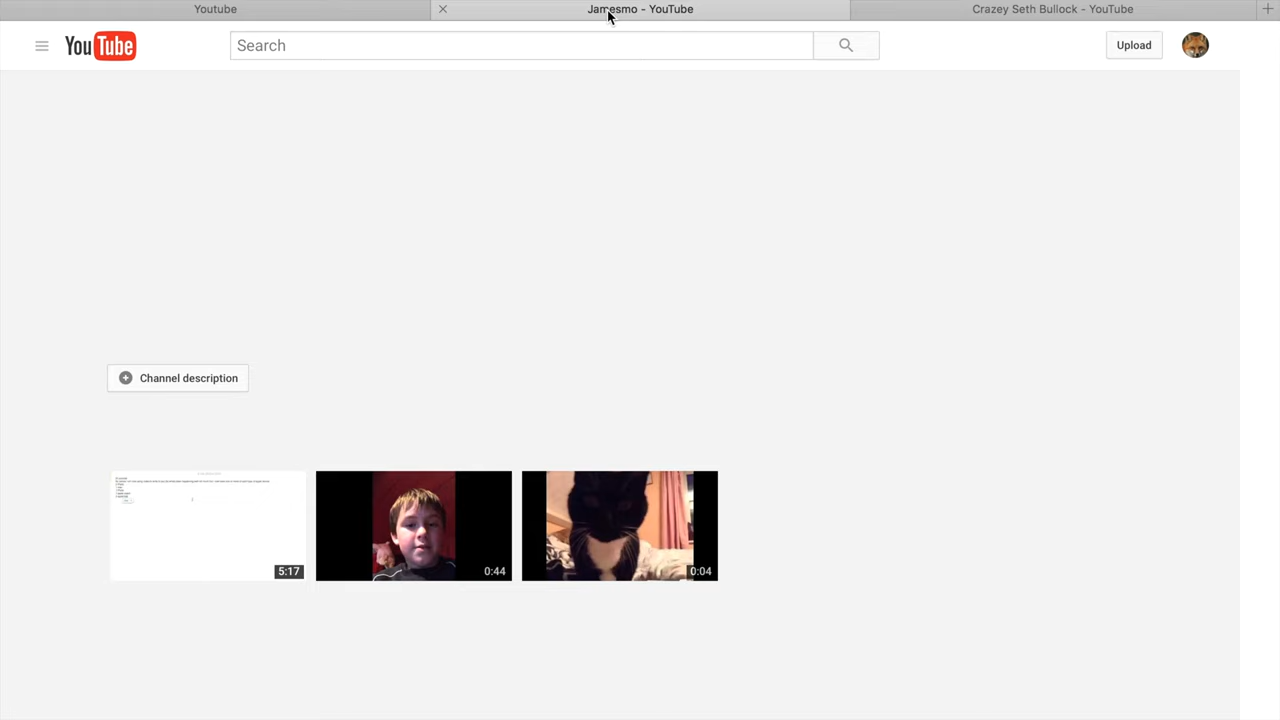 Youtube
Jamesmo - YouTube
Crazey Seth Bullock - YouTube
YouTube
Search
Upload
Channel description
5:17
0:44
0:04